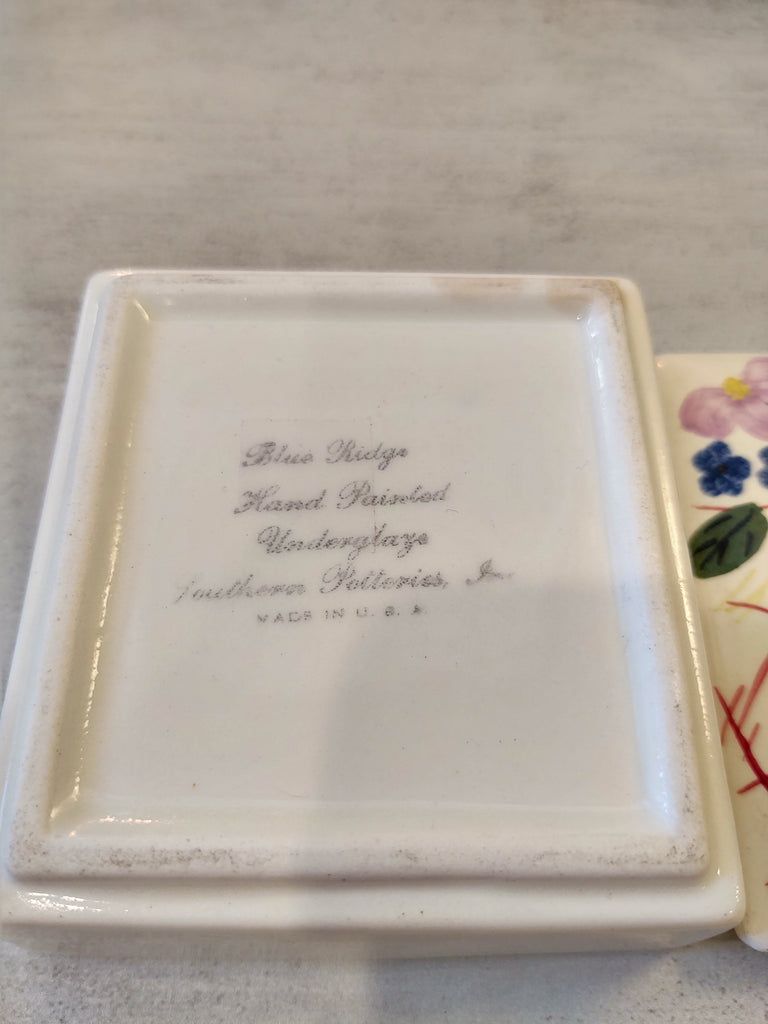 Blue Ridge
Hand Painted
Underglaze
Southern Potteries, Inc.
MADE IN U. S. A.